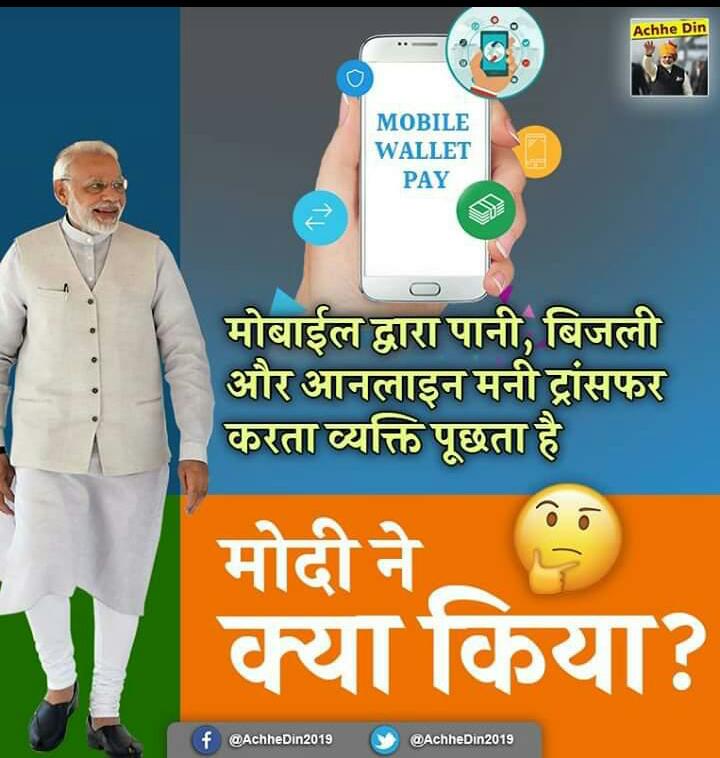 Achhe Din
MOBILE
WALLET
PAY
मोबाईल द्वारा पानी, बिजली
और आनलाइन मनी ट्रांसफर
करता व्यक्ति पूछता है
मोदी ने
क्या किया?
@AchheDin2019 @AchheDin2019